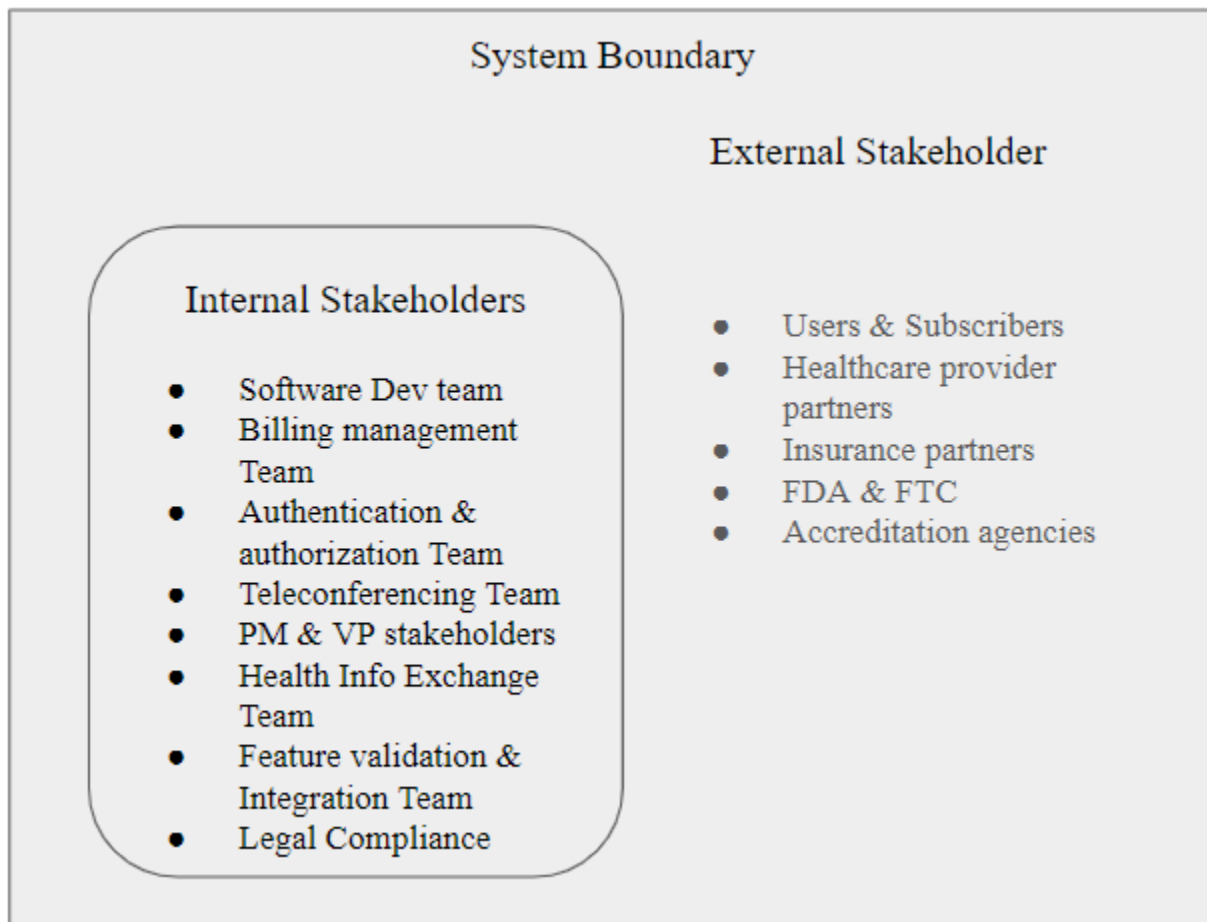 System Boundary
External Stakeholder
Internal Stakeholders
● Software Dev team
● Billing management
Team
● Authentication &
authorization Team
● Teleconferencing Team
● PM & VP stakeholders
● Health Info Exchange
Team
● Feature validation &
Integration Team
● Legal Compliance
● Users & Subscribers
● Healthcare provider
partners
● Insurance partners
● FDA & FTC
● Accreditation agencies